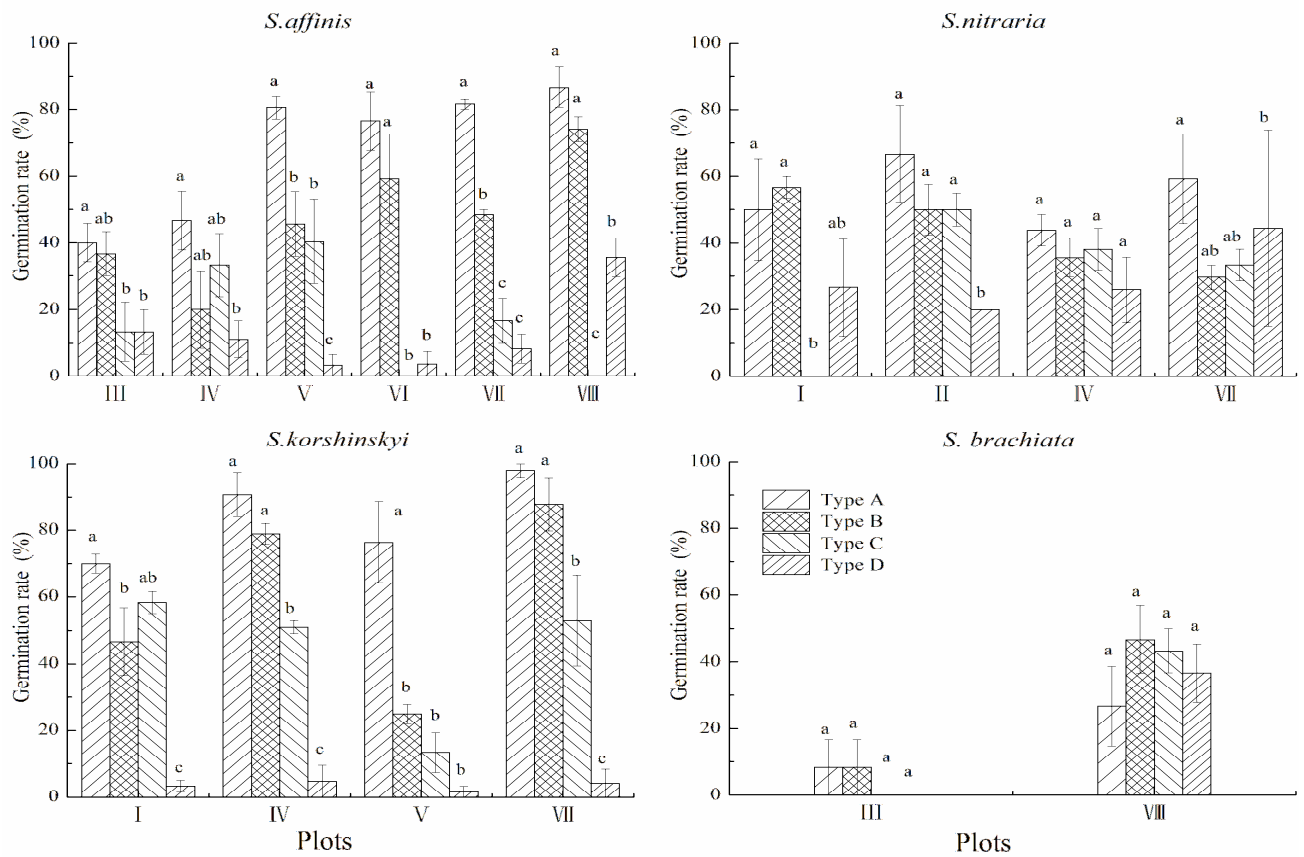 S.affinis
Germination rate (%)
100
80
60
40
20
0
a ab b b
a ab ab b
a b b c
a a b b
a b c c
a a c b
III IV V VI VII VIII
S.nitraria
Germination rate (%)
100
80
60
40
20
0
a a b ab
a a a b
a a a a
a ab ab b
I II IV VII
S.korshinskyi
Germination rate (%)
100
80
60
40
20
0
a b ab c
a a b c
a b b b
a a b c
I IV V VII
Plots
S. brachiata
Germination rate (%)
100
80
60
40
20
0
Type A
Type B
Type C
Type D
a a a a
a a a a
III VIII
Plots